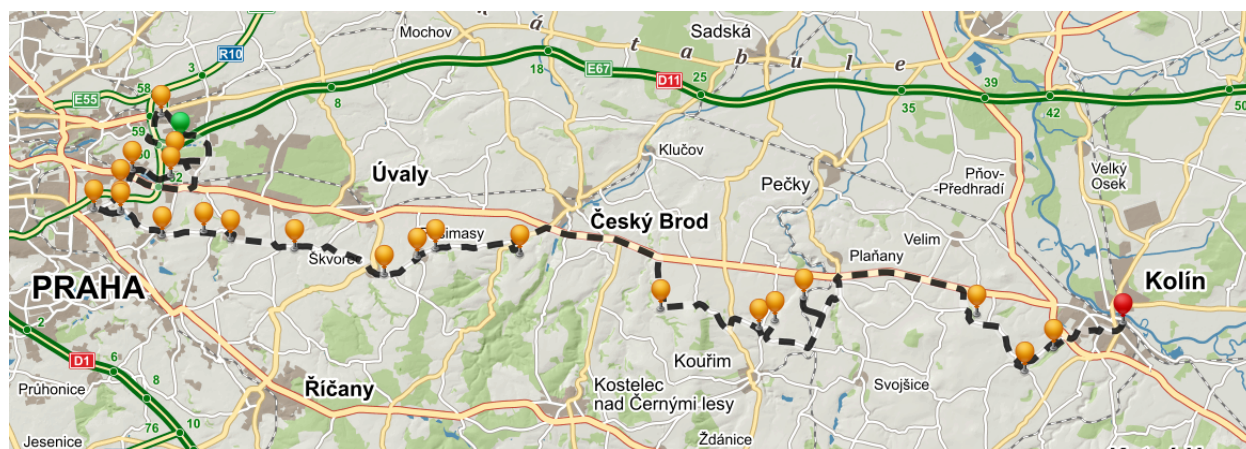 R10
Mochov
á
t
a
b
u
l
e
Sadská
3
58
E55
18
E67
D11
25
8
35
39
42
50
59
Klučov
Úvaly
Pečky
Pňov-
-Předhradí
Velký
Osek
2
Český Brod
Velim
Škvorec
Plaňany
Kolín
PRAHA
2
D1
6
Průhonice
8
Říčany
Kouřim
Svojšice
Kostelec
nad Černými lesy
76
10
Jesenice
Ždánice